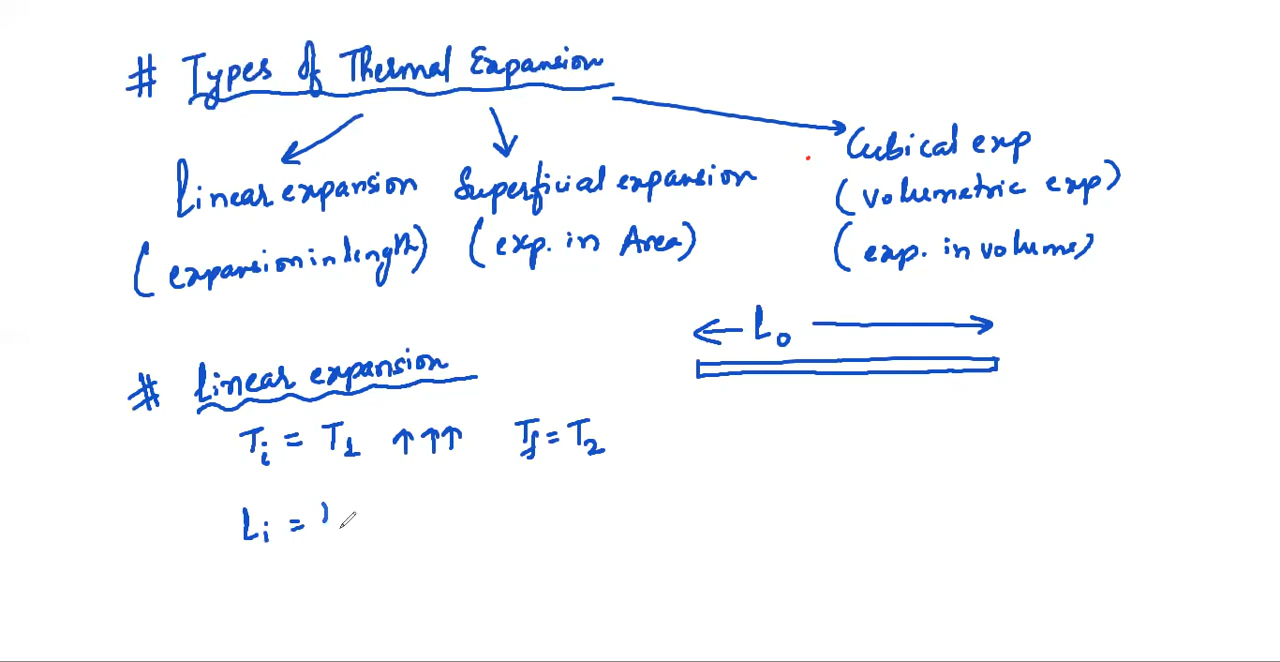 # Types of Thermal Expansion
Linear expansion
(expansion in length)
Superficial expansion
(exp. in Area)
Cubical exp
(volumetric exp)
(exp. in volume)
L₀
# Linear expansion
Tᵢ = T₁ ↑↑↑ T_f = T₂
Lᵢ =